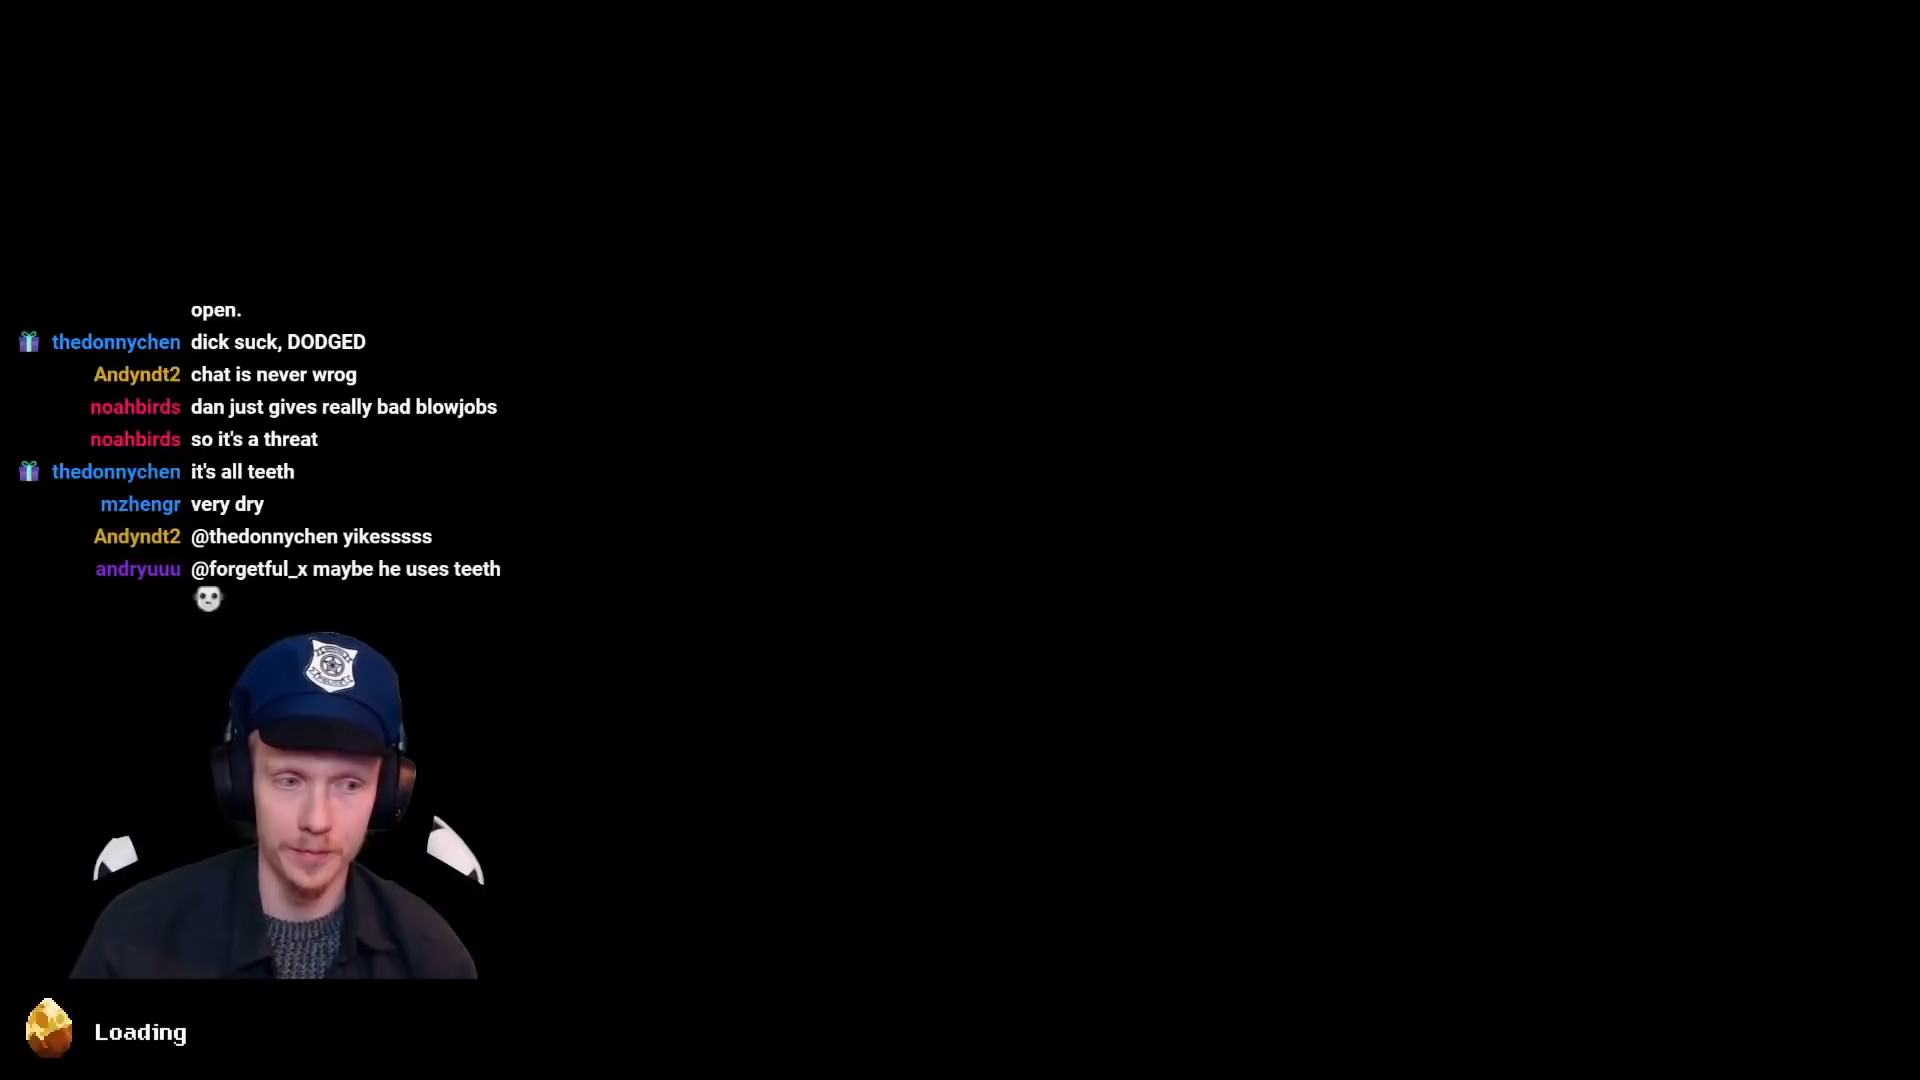 open.
thedonnychen dick suck, DODGED
Andyndt2 chat is never wrog
noahbirds dan just gives really bad blowjobs
noahbirds so it's a threat
thedonnychen it's all teeth
mzhengr very dry
Andyndt2 @thedonnychen yikesssss
andryuuu @forgetful_x maybe he uses teeth
Loading